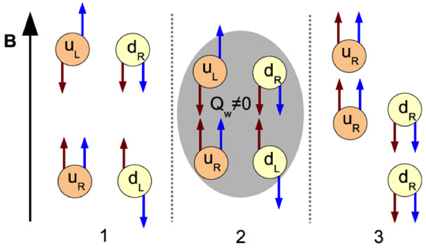 B
u_L d_R
u_R d_L
1
u_L d_R
Q_w≠0
u_R d_L
2
u_R
u_R d_R
d_R
3